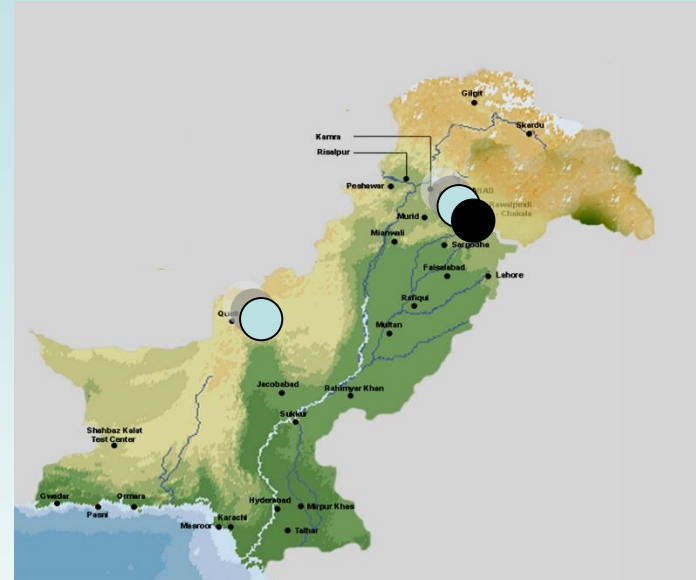 Gilgit
Skardu
Kamra
Risalpur
Peshawar
Rawalpindi
Chakala
Murid
Mianwali
Sargodha
Faisalabad
Lahore
Rafiqui
Multan
Jacobabad
Rahimyar Khan
Sukkur
Shahbaz Kalat
Test Center
Gwadar
Ormara
Pasni
Hyderabad
Mirpur Khas
Masroor
Karachi
Talhar